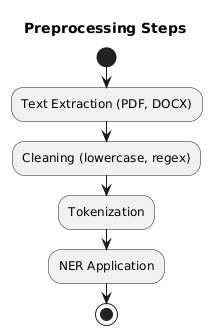 Preprocessing Steps
Text Extraction (PDF, DOCX)
Cleaning (lowercase, regex)
Tokenization
NER Application